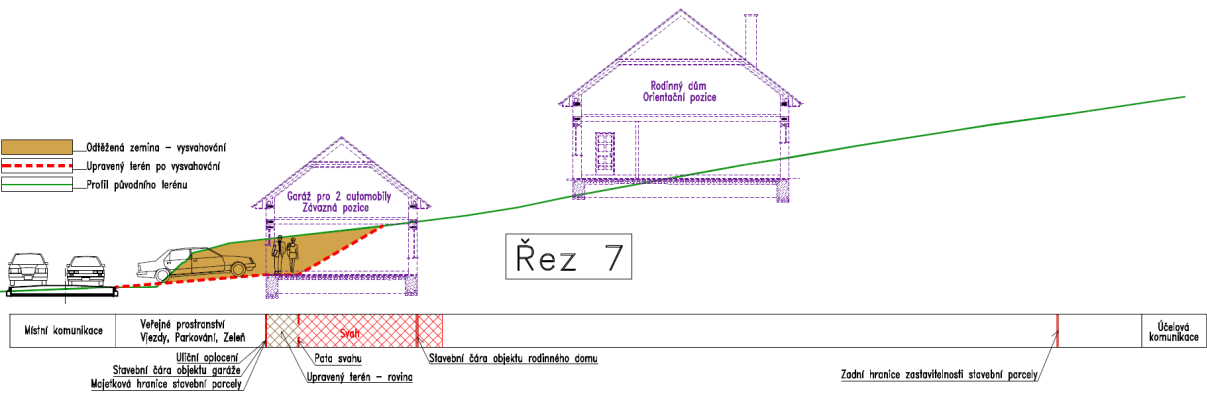 Rodinný dům
Orientační pozice
Odtěžená zemina – vysvahování
Upravený terén po vysvahování
Profil původního terénu
Garáž pro 2 automobily
Závazná pozice
Řez 7
Místní komunikace
Veřejné prostranství
Vjezdy, Parkování, Zeleň
Svah
Účelová
komunikace
Uliční oplocení
Stavební čára objektu garáže
Majetková hranice stavební parcely
Pata svahu
Upravený terén – rovina
Stavební čára objektu rodinného domu
Zadní hranice zastavitelnosti stavební parcely